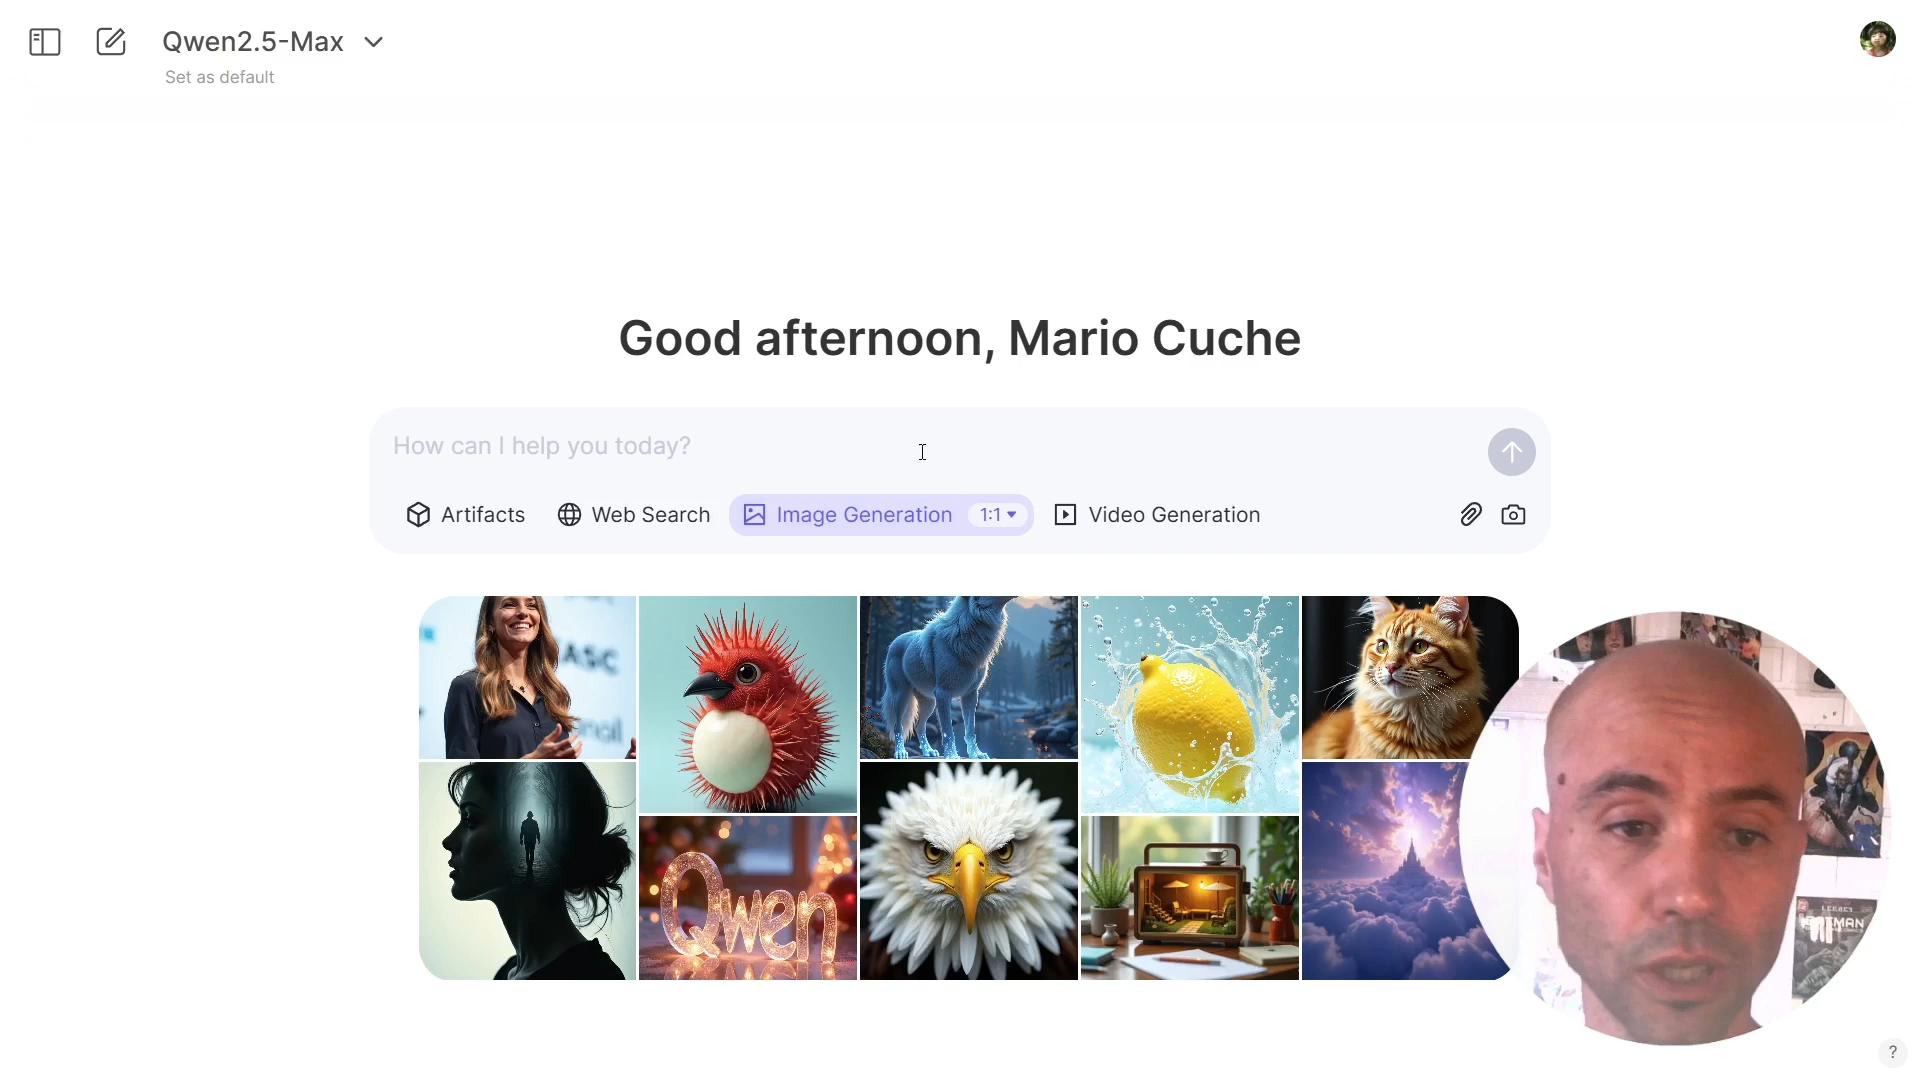 Qwen2.5-Max
Set as default
Good afternoon, Mario Cuche
How can I help you today?
Artifacts
Web Search
Image Generation
1:1
Video Generation
ASC
Qwen
?